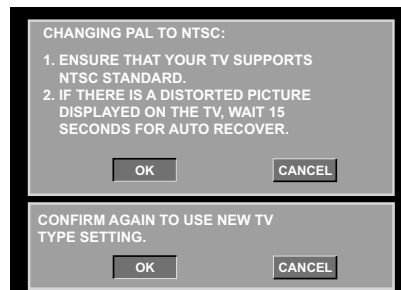 CHANGING PAL TO NTSC:
1. ENSURE THAT YOUR TV SUPPORTS
NTSC STANDARD.
2. IF THERE IS A DISTORTED PICTURE
DISPLAYED ON THE TV, WAIT 15
SECONDS FOR AUTO RECOVER.
OK CANCEL
CONFIRM AGAIN TO USE NEW TV
TYPE SETTING.
OK CANCEL